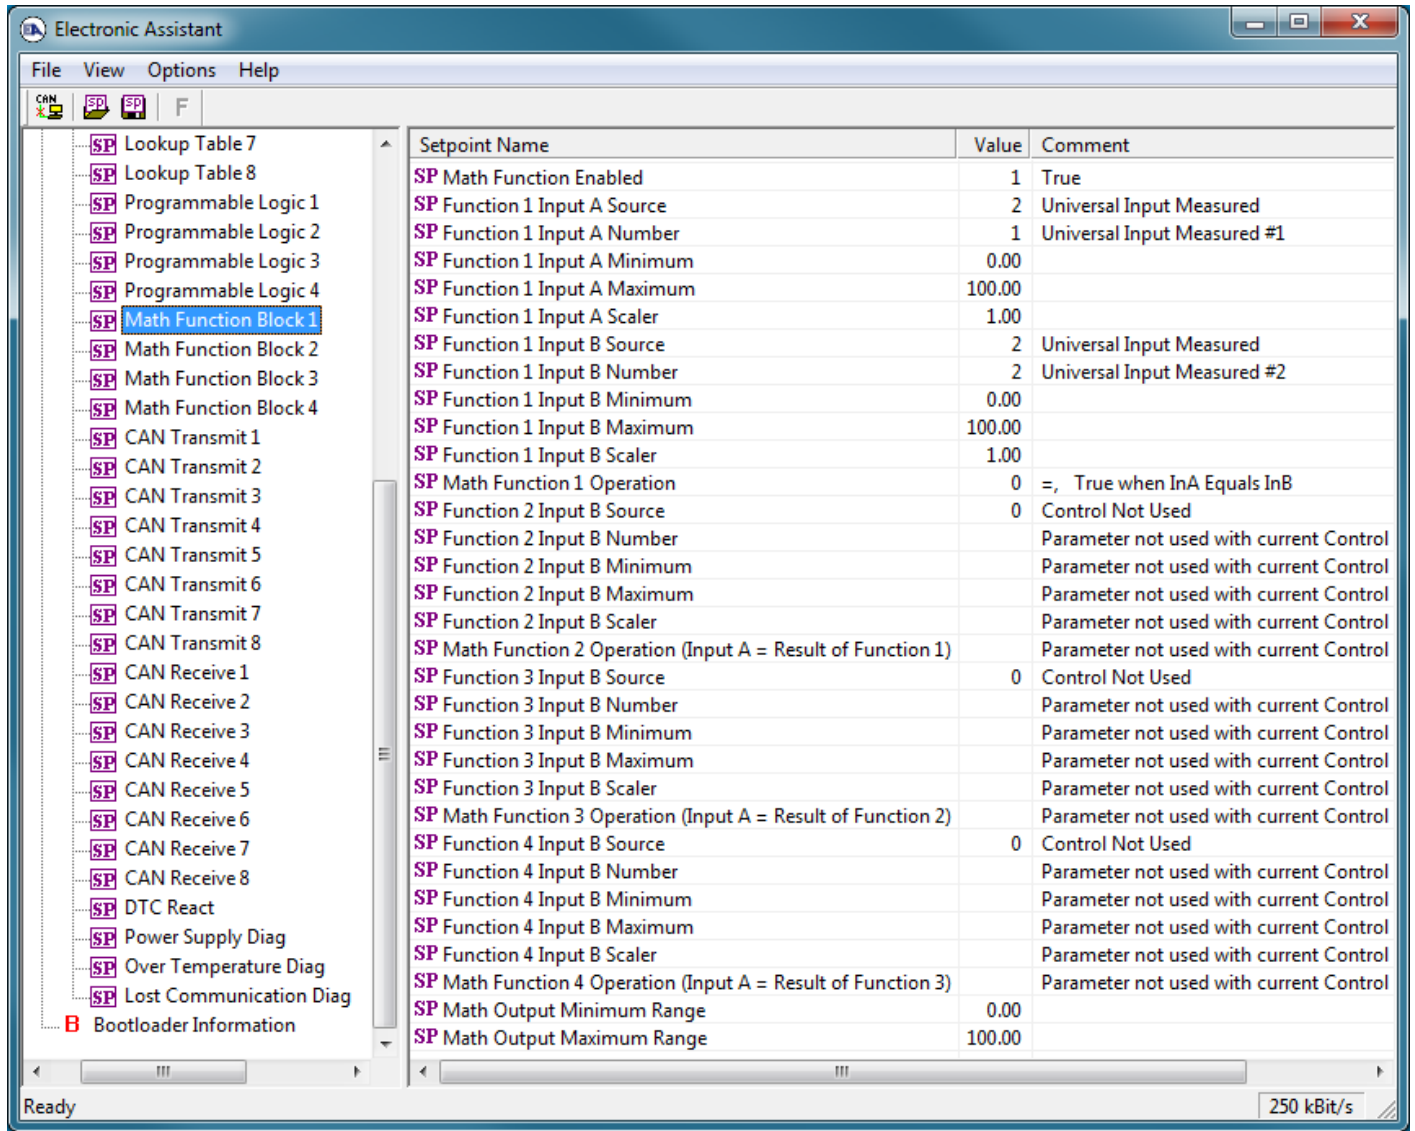 Electronic Assistant
File View Options Help
CAN SP SP F
SP Lookup Table 7
SP Lookup Table 8
SP Programmable Logic 1
SP Programmable Logic 2
SP Programmable Logic 3
SP Programmable Logic 4
SP Math Function Block 1
SP Math Function Block 2
SP Math Function Block 3
SP Math Function Block 4
SP CAN Transmit 1
SP CAN Transmit 2
SP CAN Transmit 3
SP CAN Transmit 4
SP CAN Transmit 5
SP CAN Transmit 6
SP CAN Transmit 7
SP CAN Transmit 8
SP CAN Receive 1
SP CAN Receive 2
SP CAN Receive 3
SP CAN Receive 4
SP CAN Receive 5
SP CAN Receive 6
SP CAN Receive 7
SP CAN Receive 8
SP DTC React
SP Power Supply Diag
SP Over Temperature Diag
SP Lost Communication Diag
B Bootloader Information
Setpoint Name Value Comment
SP Math Function Enabled 1 True
SP Function 1 Input A Source 2 Universal Input Measured
SP Function 1 Input A Number 1 Universal Input Measured #1
SP Function 1 Input A Minimum 0.00
SP Function 1 Input A Maximum 100.00
SP Function 1 Input A Scaler 1.00
SP Function 1 Input B Source 2 Universal Input Measured
SP Function 1 Input B Number 2 Universal Input Measured #2
SP Function 1 Input B Minimum 0.00
SP Function 1 Input B Maximum 100.00
SP Function 1 Input B Scaler 1.00
SP Math Function 1 Operation 0 =, True when InA Equals InB
SP Function 2 Input B Source 0 Control Not Used
SP Function 2 Input B Number Parameter not used with current Control
SP Function 2 Input B Minimum Parameter not used with current Control
SP Function 2 Input B Maximum Parameter not used with current Control
SP Function 2 Input B Scaler Parameter not used with current Control
SP Math Function 2 Operation (Input A = Result of Function 1) Parameter not used with current Control
SP Function 3 Input B Source 0 Control Not Used
SP Function 3 Input B Number Parameter not used with current Control
SP Function 3 Input B Minimum Parameter not used with current Control
SP Function 3 Input B Maximum Parameter not used with current Control
SP Function 3 Input B Scaler Parameter not used with current Control
SP Math Function 3 Operation (Input A = Result of Function 2) Parameter not used with current Control
SP Function 4 Input B Source 0 Control Not Used
SP Function 4 Input B Number Parameter not used with current Control
SP Function 4 Input B Minimum Parameter not used with current Control
SP Function 4 Input B Maximum Parameter not used with current Control
SP Function 4 Input B Scaler Parameter not used with current Control
SP Math Function 4 Operation (Input A = Result of Function 3) Parameter not used with current Control
SP Math Output Minimum Range 0.00
SP Math Output Maximum Range 100.00
Ready 250 kBit/s